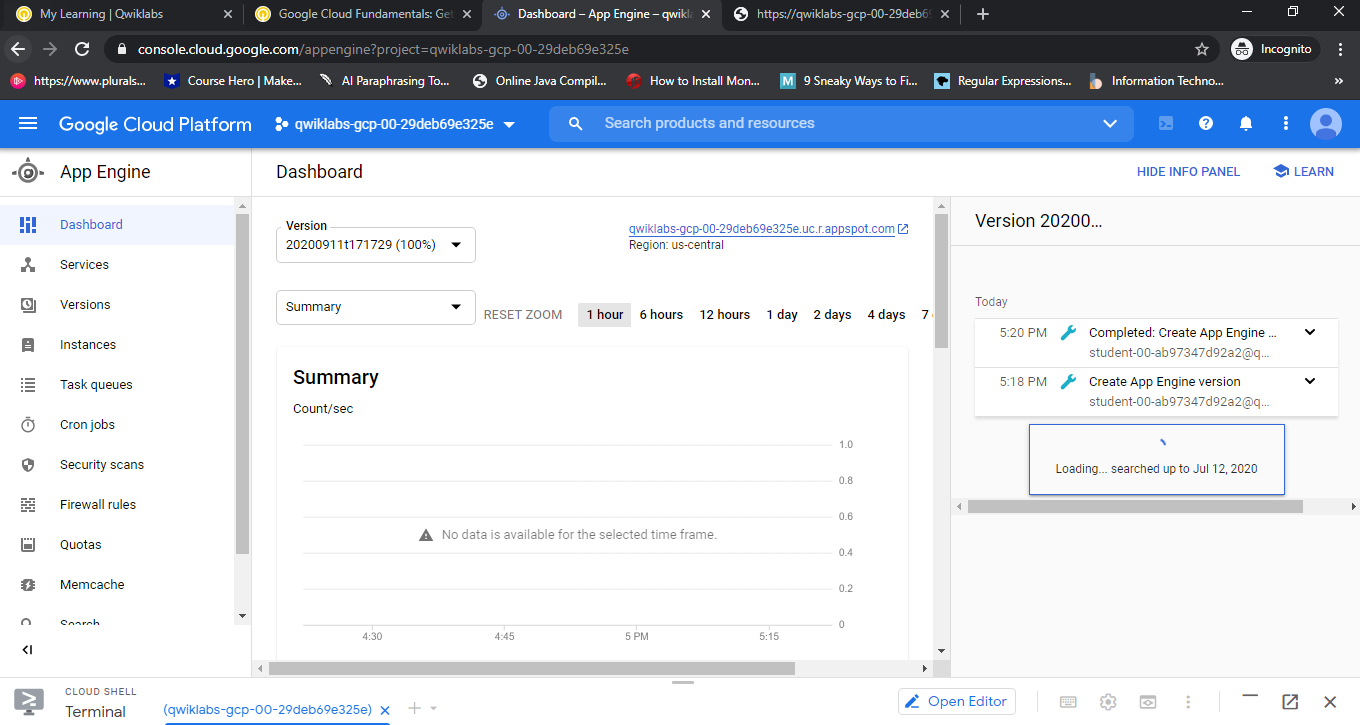 My Learning | Qwiklabs
Google Cloud Fundamentals: Get
Dashboard – App Engine – qwikla
https://qwiklabs-gcp-00-29deb69
console.cloud.google.com/appengine?project=qwiklabs-gcp-00-29deb69e325e
Incognito
https://www.plurals...
Course Hero | Make...
AI Paraphrasing To...
Online Java Compil...
How to Install Mon...
M
9 Sneaky Ways to Fi...
Regular Expressions...
Information Techno...
Google Cloud Platform
qwiklabs-gcp-00-29deb69e325e
Search products and resources
App Engine
Dashboard
HIDE INFO PANEL
LEARN
Dashboard
Services
Versions
Instances
Task queues
Cron jobs
Security scans
Firewall rules
Quotas
Memcache
Search
Version
20200911t171729 (100%)
qwiklabs-gcp-00-29deb69e325e.uc.r.appspot.com
Region: us-central
Summary
RESET ZOOM
1 hour
6 hours
12 hours
1 day
2 days
4 days
7
Summary
Count/sec
1.0
0.8
0.6
No data is available for the selected time frame.
0.4
0.2
0
4:30
4:45
5 PM
5:15
Version 20200...
Today
5:20 PM
Completed: Create App Engine ...
student-00-ab97347d92a2@q...
5:18 PM
Create App Engine version
student-00-ab97347d92a2@q...
Loading... searched up to Jul 12, 2020
CLOUD SHELL
Terminal
(qwiklabs-gcp-00-29deb69e325e)
Open Editor